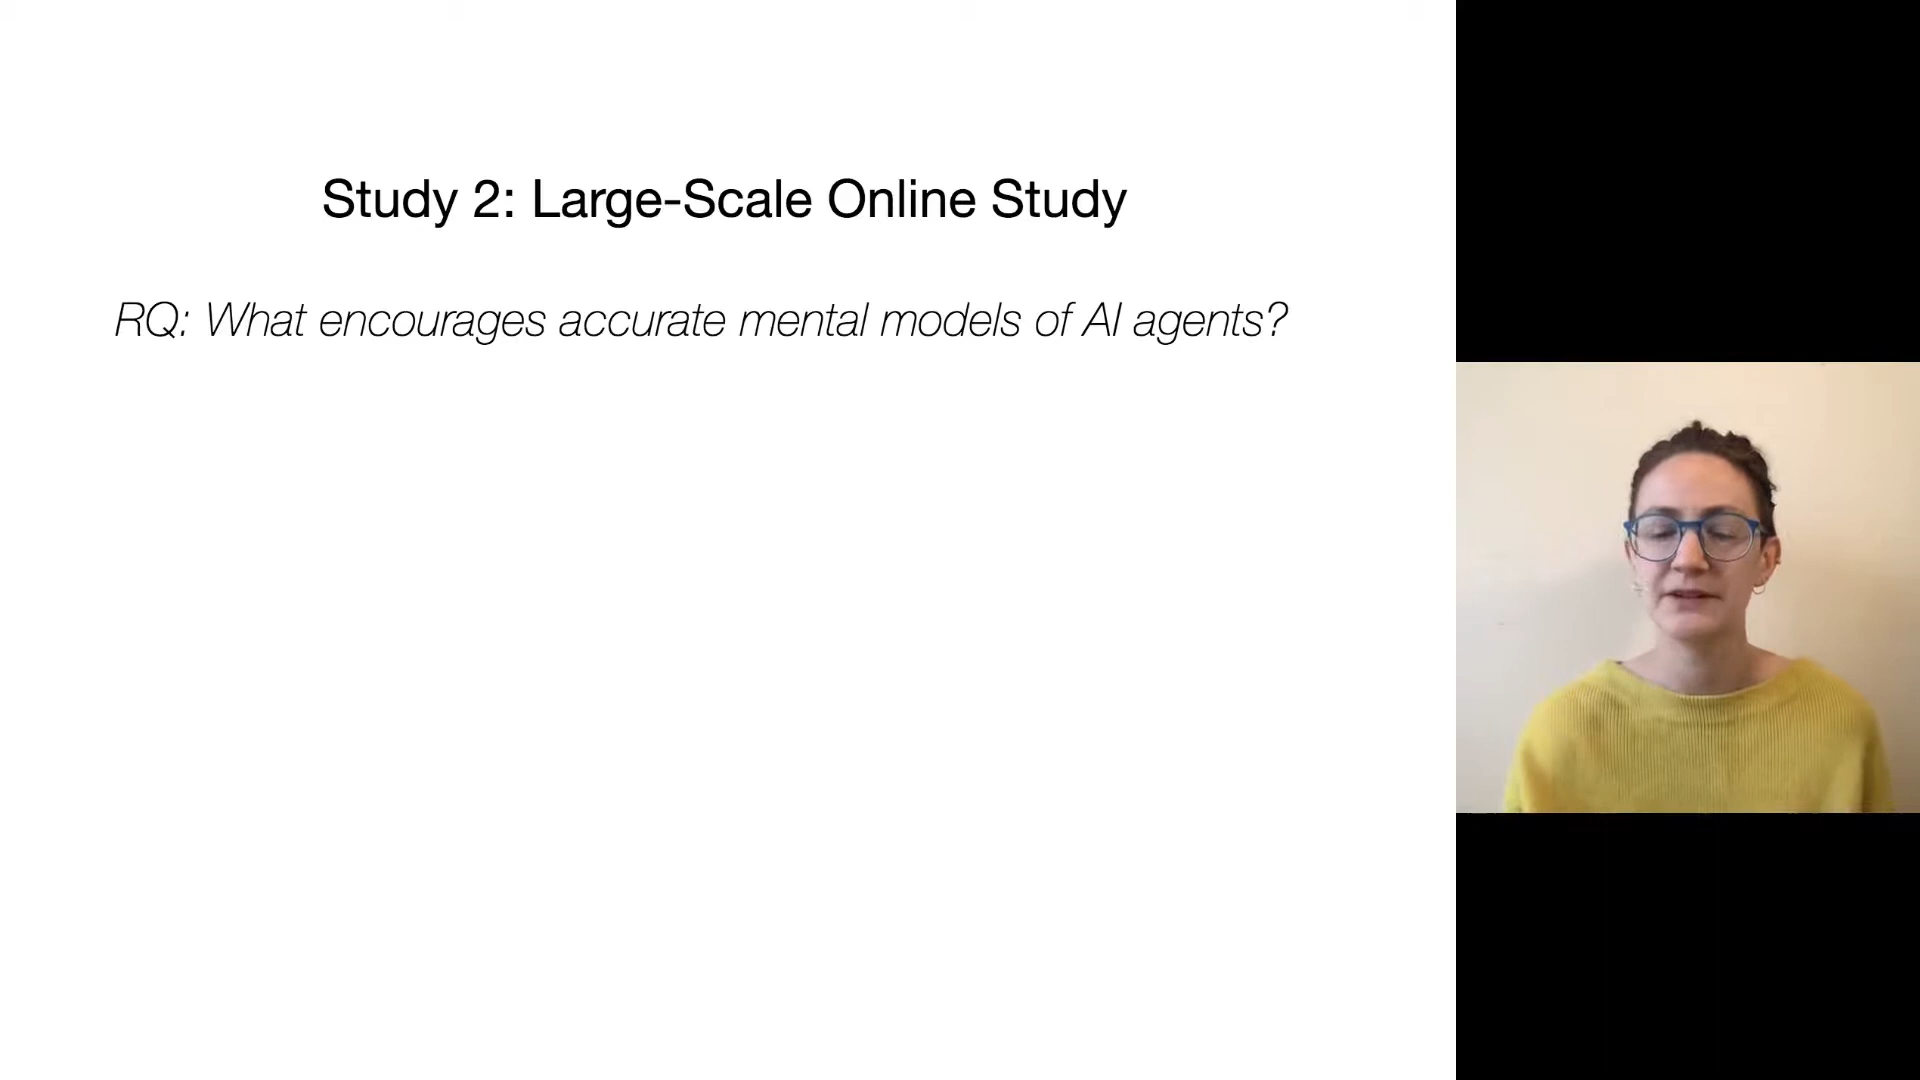 Study 2: Large-Scale Online Study
RQ: What encourages accurate mental models of AI agents?